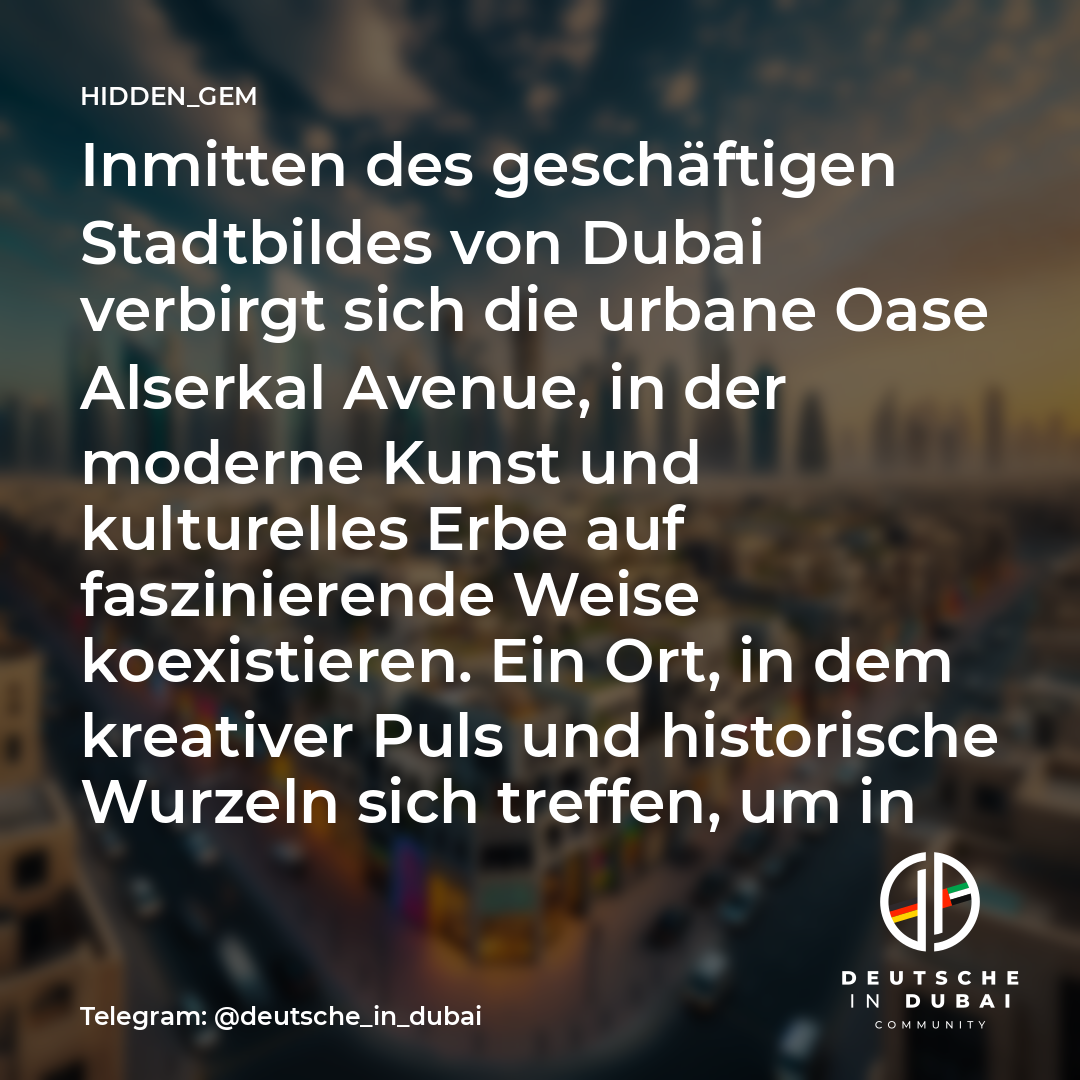 HIDDEN_GEM
Inmitten des geschäftigen
Stadtbildes von Dubai
verbirgt sich die urbane Oase
Alserkal Avenue, in der
moderne Kunst und
kulturelles Erbe auf
faszinierende Weise
koexistieren. Ein Ort, in dem
kreativer Puls und historische
Wurzeln sich treffen, um in
DEUTSCHE
IN DUBAI
COMMUNITY
Telegram: @deutsche_in_dubai